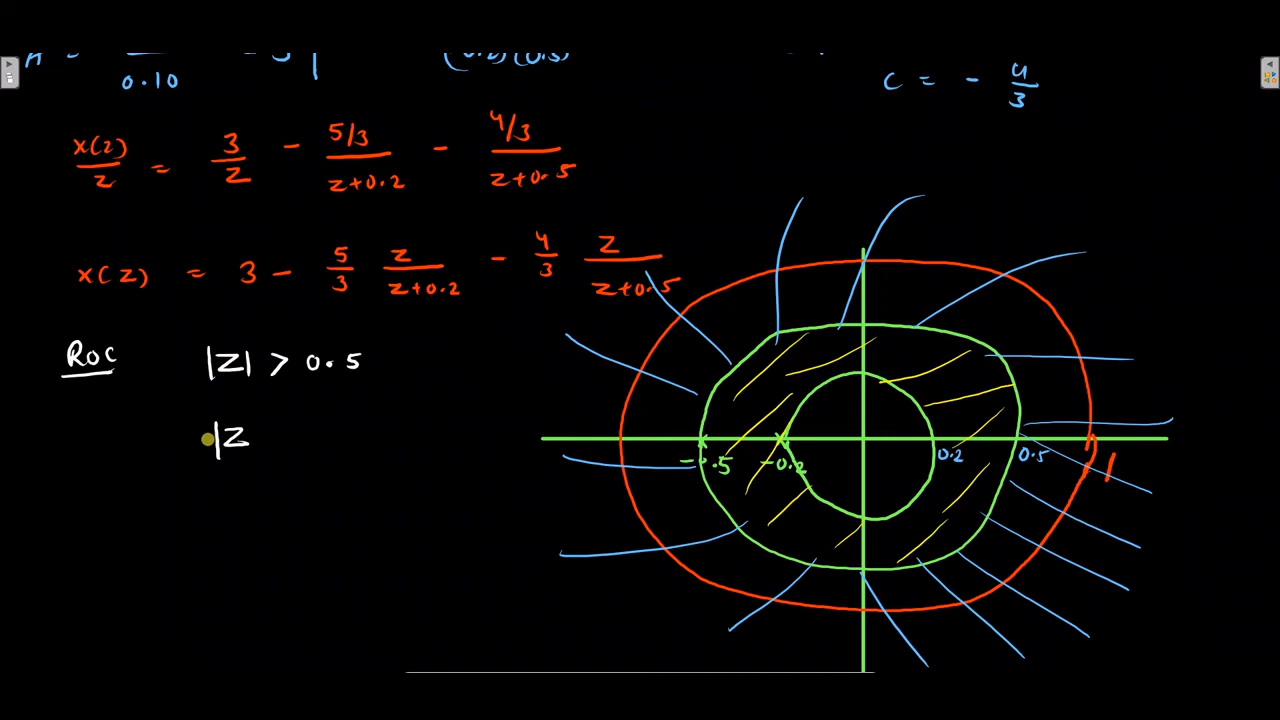 0.10
C = - 4/3
X(Z)/Z = 3/Z - 5/3/Z+0.2 - 4/3/Z+0.5
X(Z) = 3 - 5/3 Z/Z+0.2 - 4/3 Z/Z+0.5
ROC |Z| > 0.5
|Z
-0.5 -0.2 0.2 0.5 1